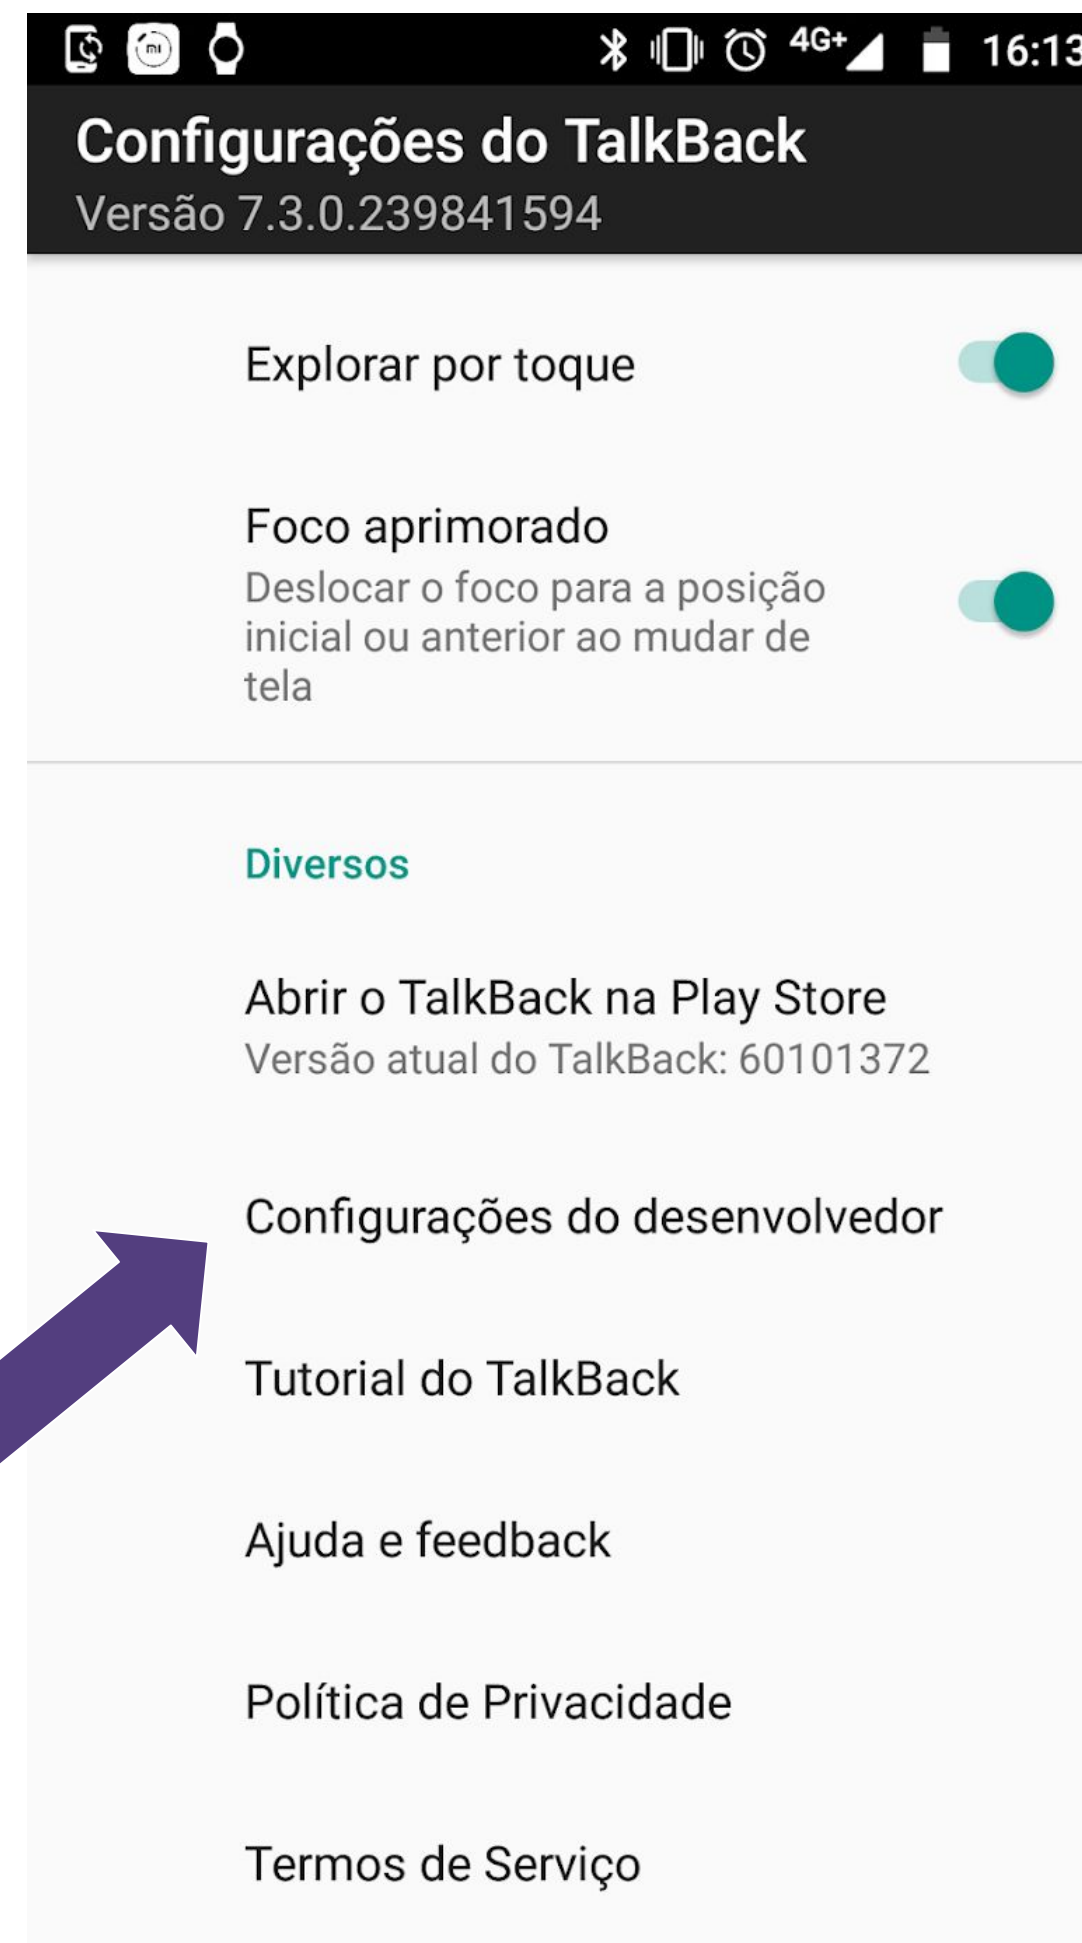 4G+ 16:13
Configurações do TalkBack
Versão 7.3.0.239841594
Explorar por toque
Foco aprimorado
Deslocar o foco para a posição
inicial ou anterior ao mudar de
tela
Diversos
Abrir o TalkBack na Play Store
Versão atual do TalkBack: 60101372
Configurações do desenvolvedor
Tutorial do TalkBack
Ajuda e feedback
Política de Privacidade
Termos de Serviço